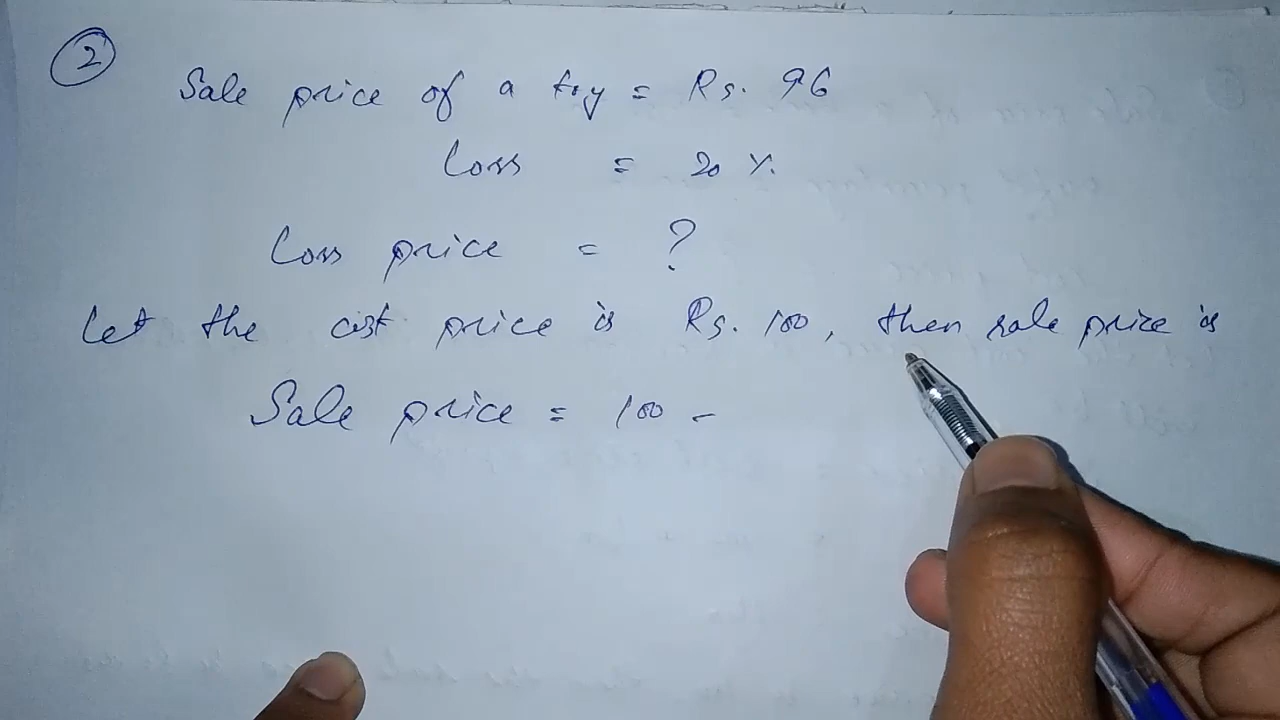 2
Sale price of a toy = Rs. 96
Loss = 20 %
Loss price = ?
Let the cost price is Rs. 100, then sale price is
Sale price = 100 -